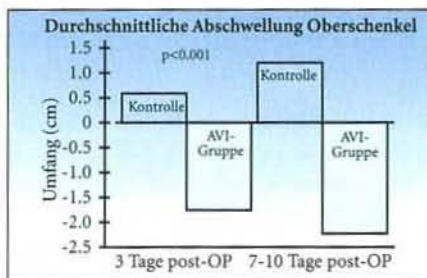 Durchschnittliche Abschwellung Oberschenkel
1.5
1.0
0.5
0
-0.5
-1.0
-1.5
-2.0
-2.5
Umfang (cm)
p<0.001
Kontrolle
AVI-
Gruppe
Kontrolle
AVI-
Gruppe
3 Tage post-OP
7-10 Tage post-OP